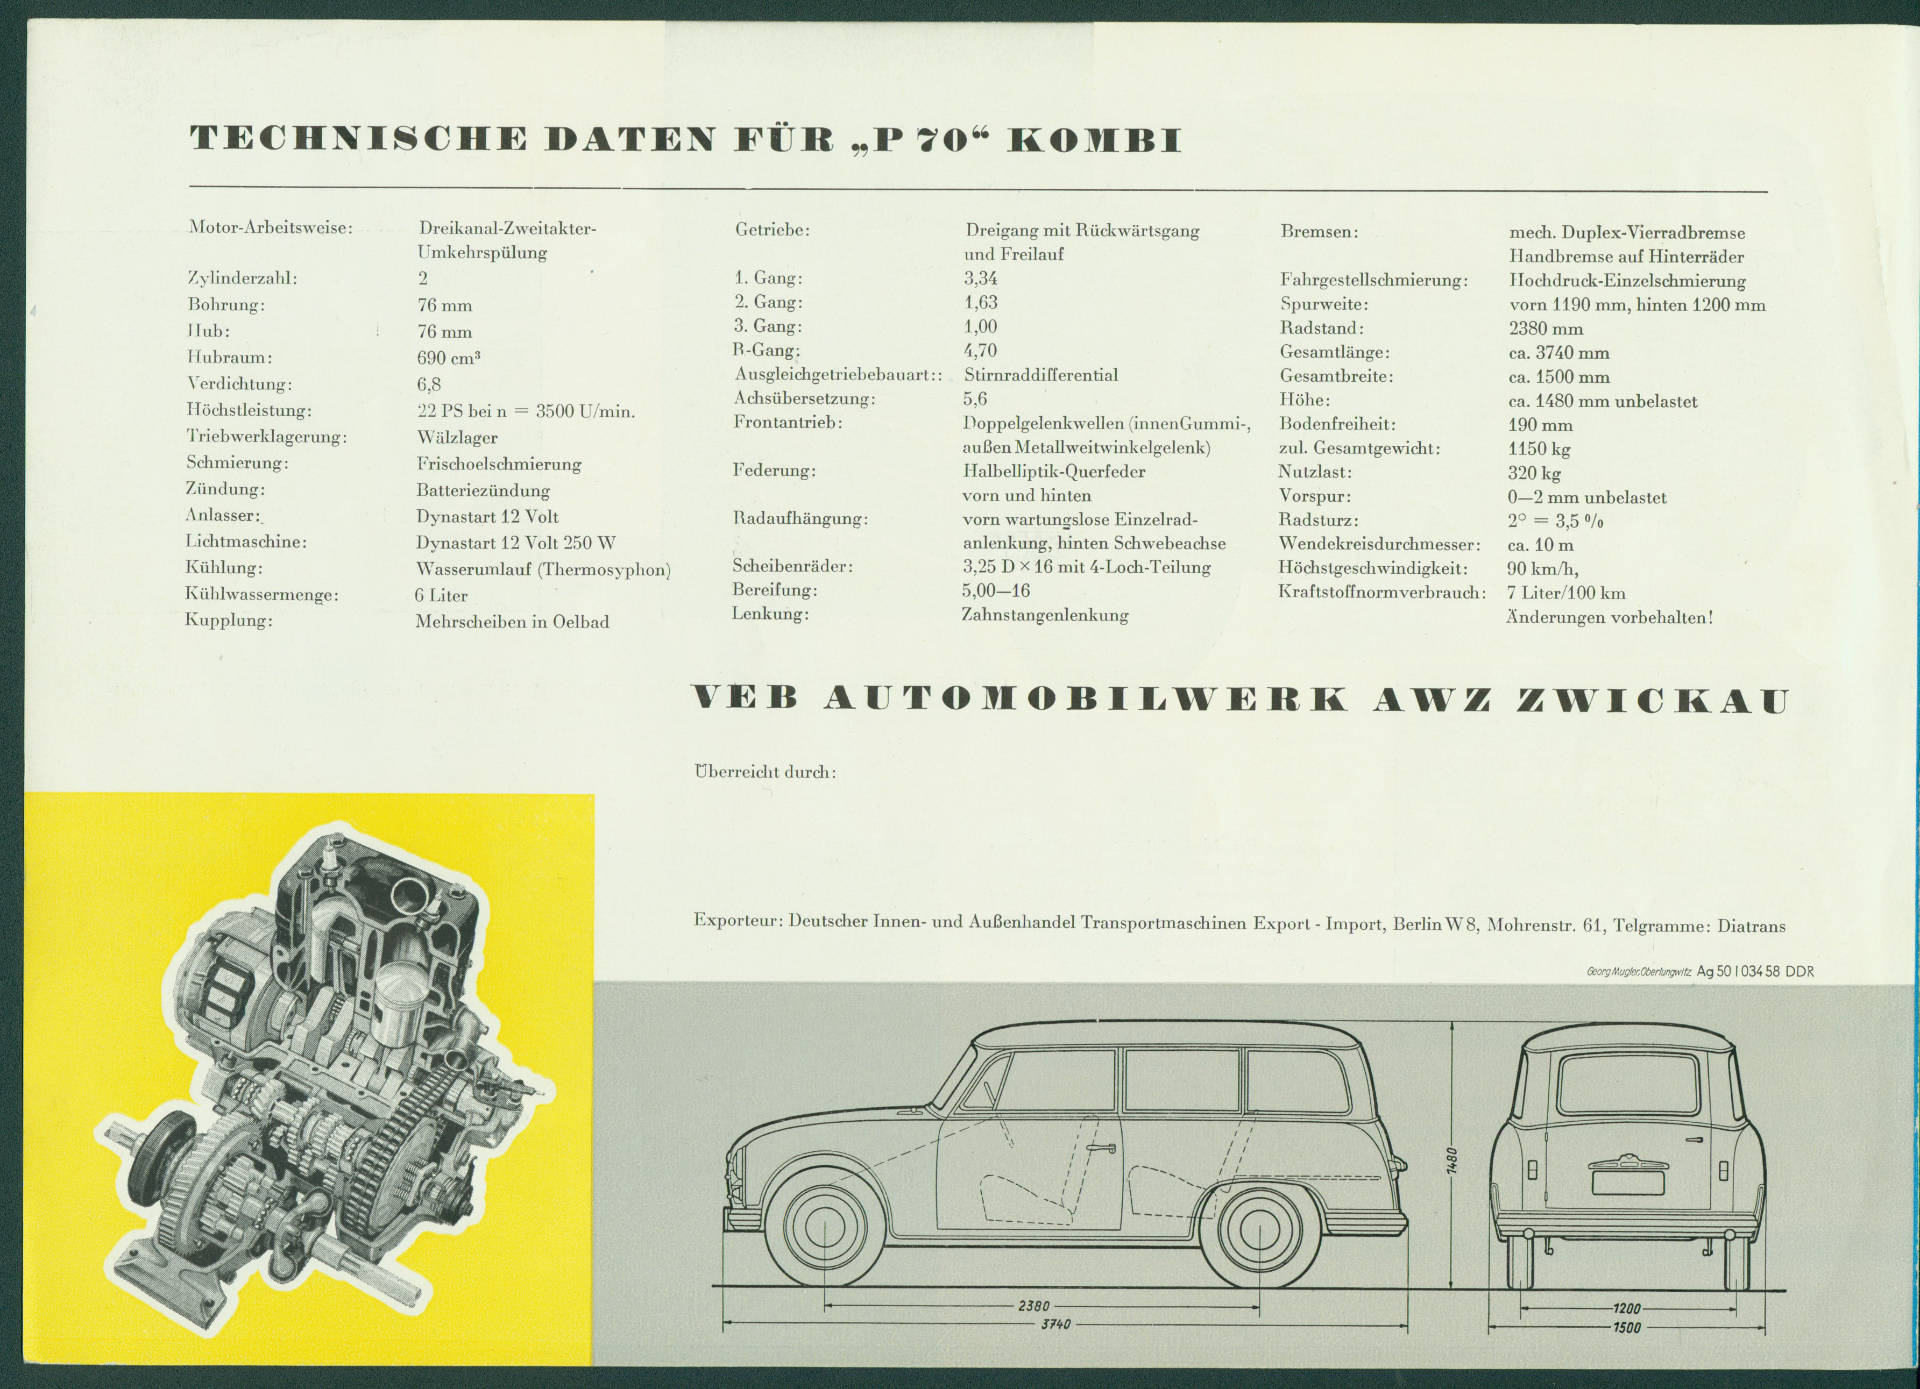 TECHNISCHE DATEN FÜR „P 70“ KOMBI
Motor-Arbeitsweise: Dreikanal-Zweitakter-
Umkehrspülung
Zylinderzahl: 2
Bohrung: 76 mm
Hub: 76 mm
Hubraum: 690 cm³
Verdichtung: 6,8
Höchstleistung: 22 PS bei n = 3500 U/min.
Triebwerklagerung: Wälzlager
Schmierung: Frischoelschmierung
Zündung: Batteriezündung
Anlasser: Dynastart 12 Volt
Lichtmaschine: Dynastart 12 Volt 250 W
Kühlung: Wasserumlauf (Thermosyphon)
Kühlwassermenge: 6 Liter
Kupplung: Mehrscheiben in Oelbad
Getriebe: Dreigang mit Rückwärtsgang
und Freilauf
1. Gang: 3,34
2. Gang: 1,63
3. Gang: 1,00
R-Gang: 4,70
Ausgleichgetriebebauart:: Stirnraddifferential
Achsübersetzung: 5,6
Frontantrieb: Doppelgelenkwellen (innen Gummi-,
außen Metallweitwinkelgelenk)
Federung: Halbelliptik-Querfeder
vorn und hinten
Radaufhängung: vorn wartungslose Einzelrad-
anlenkung, hinten Schwebeachse
Scheibenräder: 3,25 D × 16 mit 4-Loch-Teilung
Bereifung: 5,00—16
Lenkung: Zahnstangenlenkung
Bremsen: mech. Duplex-Vierradbremse
Handbremse auf Hinterräder
Fahrgestellschmierung: Hochdruck-Einzelschmierung
Spurweite: vorn 1190 mm, hinten 1200 mm
Radstand: 2380 mm
Gesamtlänge: ca. 3740 mm
Gesamtbreite: ca. 1500 mm
Höhe: ca. 1480 mm unbelastet
Bodenfreiheit: 190 mm
zul. Gesamtgewicht: 1150 kg
Nutzlast: 320 kg
Vorspur: 0—2 mm unbelastet
Radsturz: 2° = 3,5 %
Wendekreisdurchmesser: ca. 10 m
Höchstgeschwindigkeit: 90 km/h,
Kraftstoffnormverbrauch: 7 Liter/100 km
Änderungen vorbehalten!
VEB AUTOMOBILWERK AWZ ZWICKAU
Überreicht durch:
Exporteur: Deutscher Innen- und Außenhandel Transportmaschinen Export - Import, Berlin W 8, Mohrenstr. 61, Telgramme: Diatrans
Georg Mugler, Oberlungwitz Ag 50 I 034 58 DDR
1480
2380
3740
1200
1500